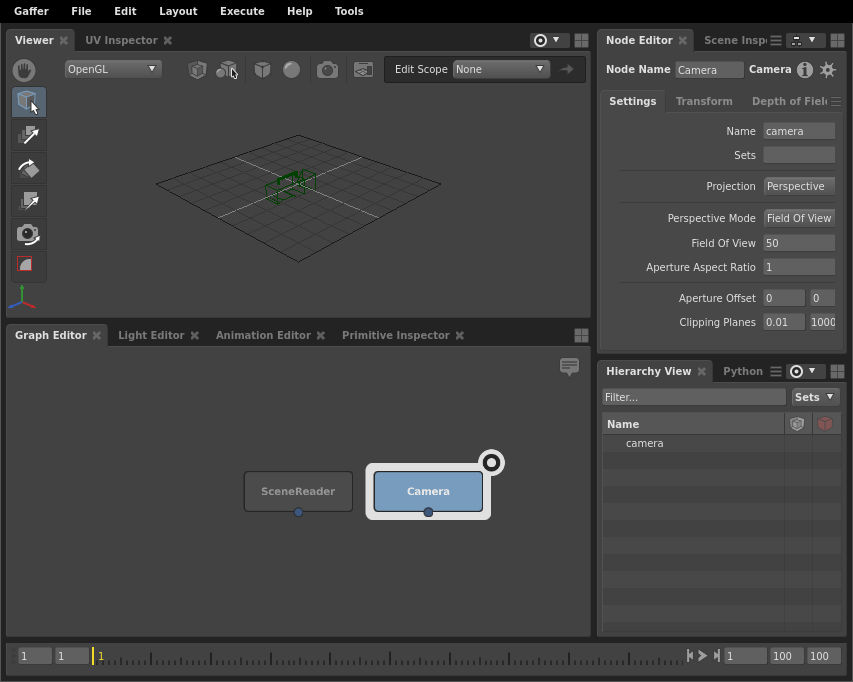 Gaffer File Edit Layout Execute Help Tools
Viewer UV Inspector
OpenGL Edit Scope None
Node Editor Scene Insp
Node Name Camera Camera
Settings Transform Depth of Fiel
Name camera
Sets
Projection Perspective
Perspective Mode Field Of View
Field Of View 50
Aperture Aspect Ratio 1
Aperture Offset 0 0
Clipping Planes 0.01 1000
Graph Editor Light Editor Animation Editor Primitive Inspector
SceneReader Camera
Hierarchy View Python
Filter... Sets
Name
camera
1 1 1 1 100 100